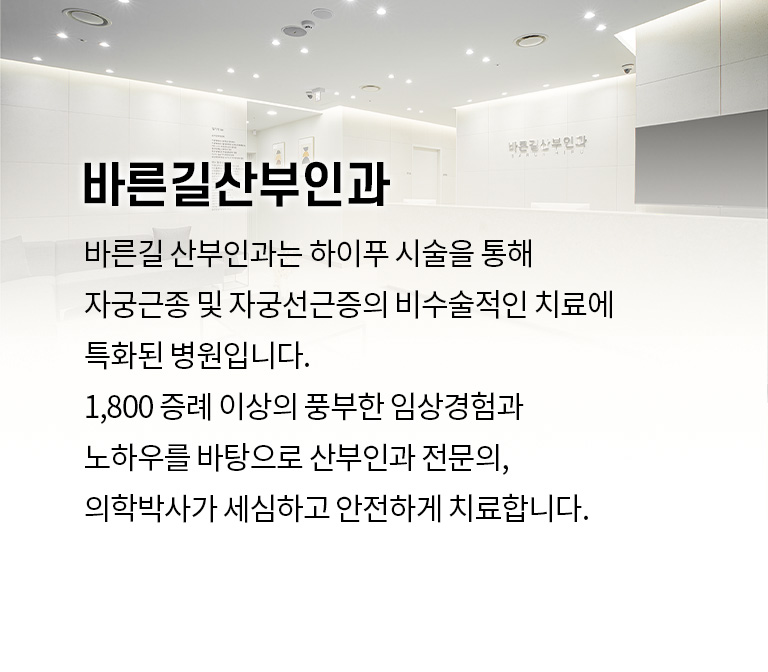 바른길산부인과
바른길산부인과
바른길 산부인과는 하이푸 시술을 통해
자궁근종 및 자궁선근증의 비수술적인 치료에
특화된 병원입니다.
1,800 증례 이상의 풍부한 임상경험과
노하우를 바탕으로 산부인과 전문의,
의학박사가 세심하고 안전하게 치료합니다.